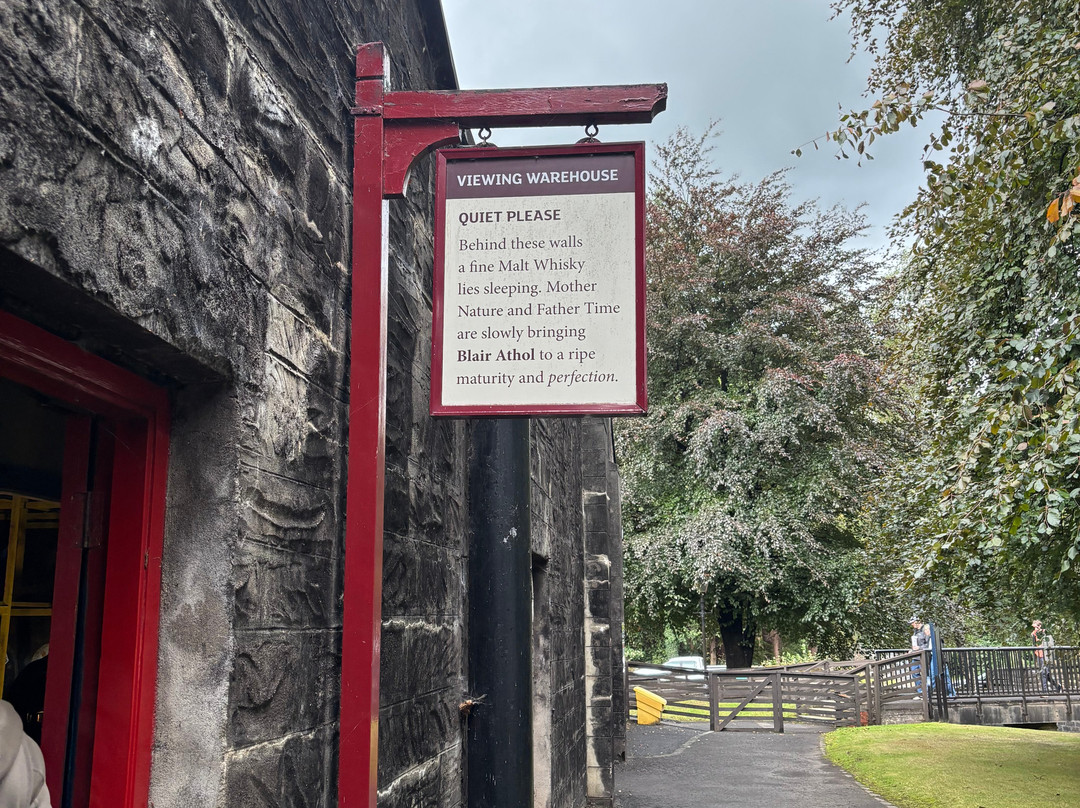 VIEWING WAREHOUSE
QUIET PLEASE
Behind these walls
a fine Malt Whisky
lies sleeping. Mother
Nature and Father Time
are slowly bringing
Blair Athol to a ripe
maturity and perfection.